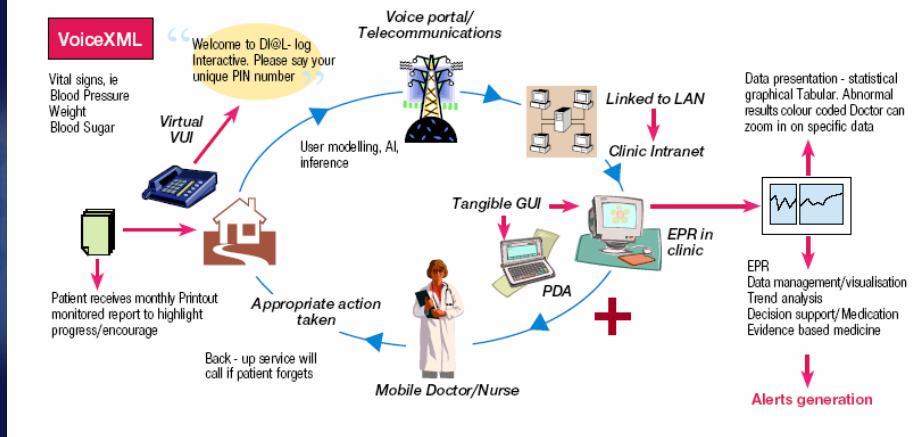 VoiceXML
Vital signs, ie
Blood Pressure
Weight
Blood Sugar
Virtual
VUI
“ Welcome to DI@L- log
Interactive. Please say your
unique PIN number ”
Voice portal/
Telecommunications
User modelling, AI,
inference
Linked to LAN
Clinic Intranet
Data presentation - statistical
graphical Tabular. Abnormal
results colour coded Doctor can
zoom in on specific data
Tangible GUI
EPR in
clinic
PDA
EPR
Data management/visualisation
Trend analysis
Decision support/Medication
Evidence based medicine
Alerts generation
Patient receives monthly Printout
monitored report to highlight
progress/encourage
Appropriate action
taken
Back - up service will
call if patient forgets
Mobile Doctor/Nurse